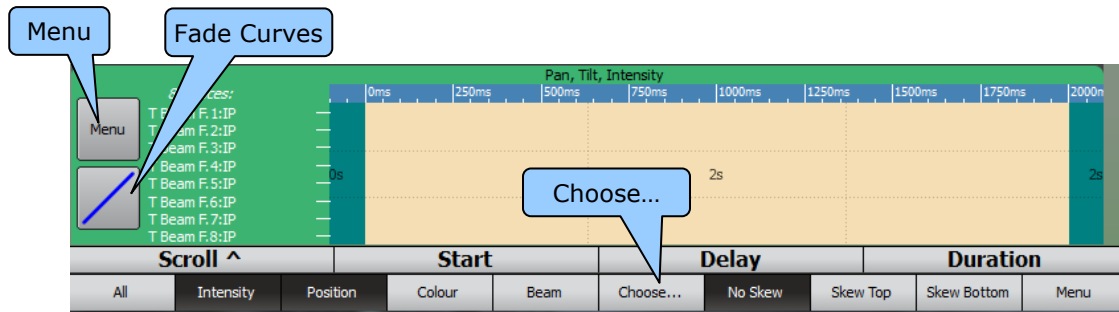 Menu
Fade Curves
Pan, Tilt, Intensity
0ms 250ms 500ms 750ms 1000ms 1250ms 1500ms 1750ms
Menu
T Beam F.1:IP
T Beam F.2:IP
T Beam F.3:IP
T Beam F.4:IP
T Beam F.5:IP
T Beam F.6:IP
T Beam F.7:IP
T Beam F.8:IP
0s 2s 2s
Choose...
Scroll ^ Start Delay Duration
All Intensity Position Colour Beam Choose... No Skew Skew Top Skew Bottom Menu